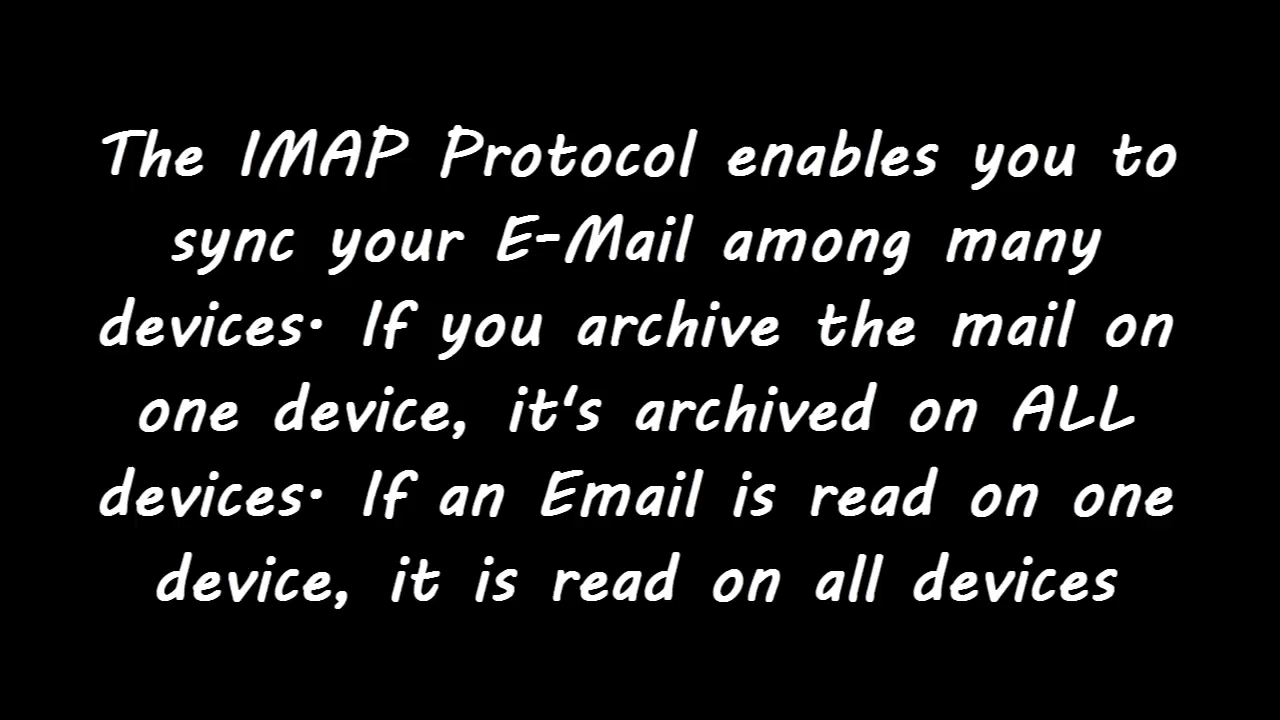 The IMAP Protocol enables you to
sync your E-Mail among many
devices. If you archive the mail on
one device, it's archived on ALL
devices. If an Email is read on one
device, it is read on all devices